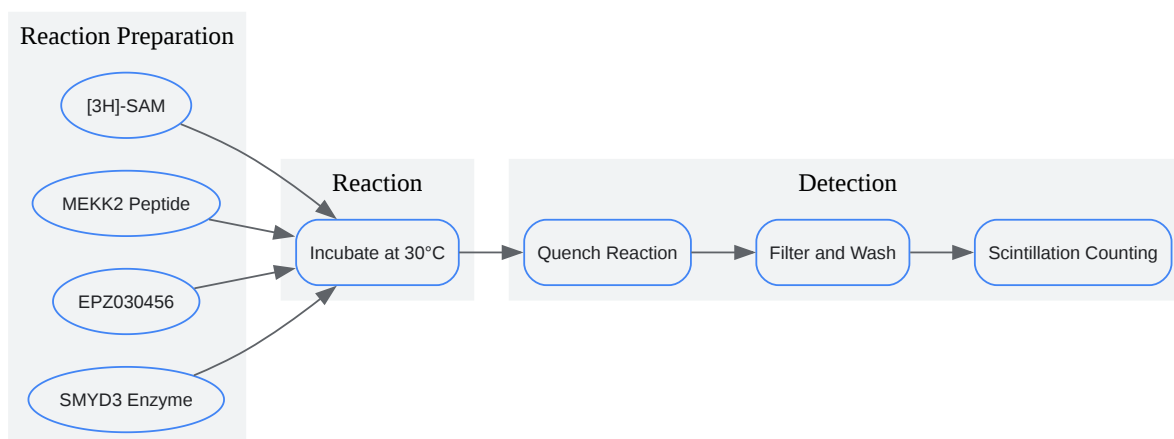 Reaction Preparation
[3H]-SAM
MEKK2 Peptide
EPZ030456
SMYD3 Enzyme
Reaction
Incubate at 30°C
Detection
Quench Reaction
Filter and Wash
Scintillation Counting